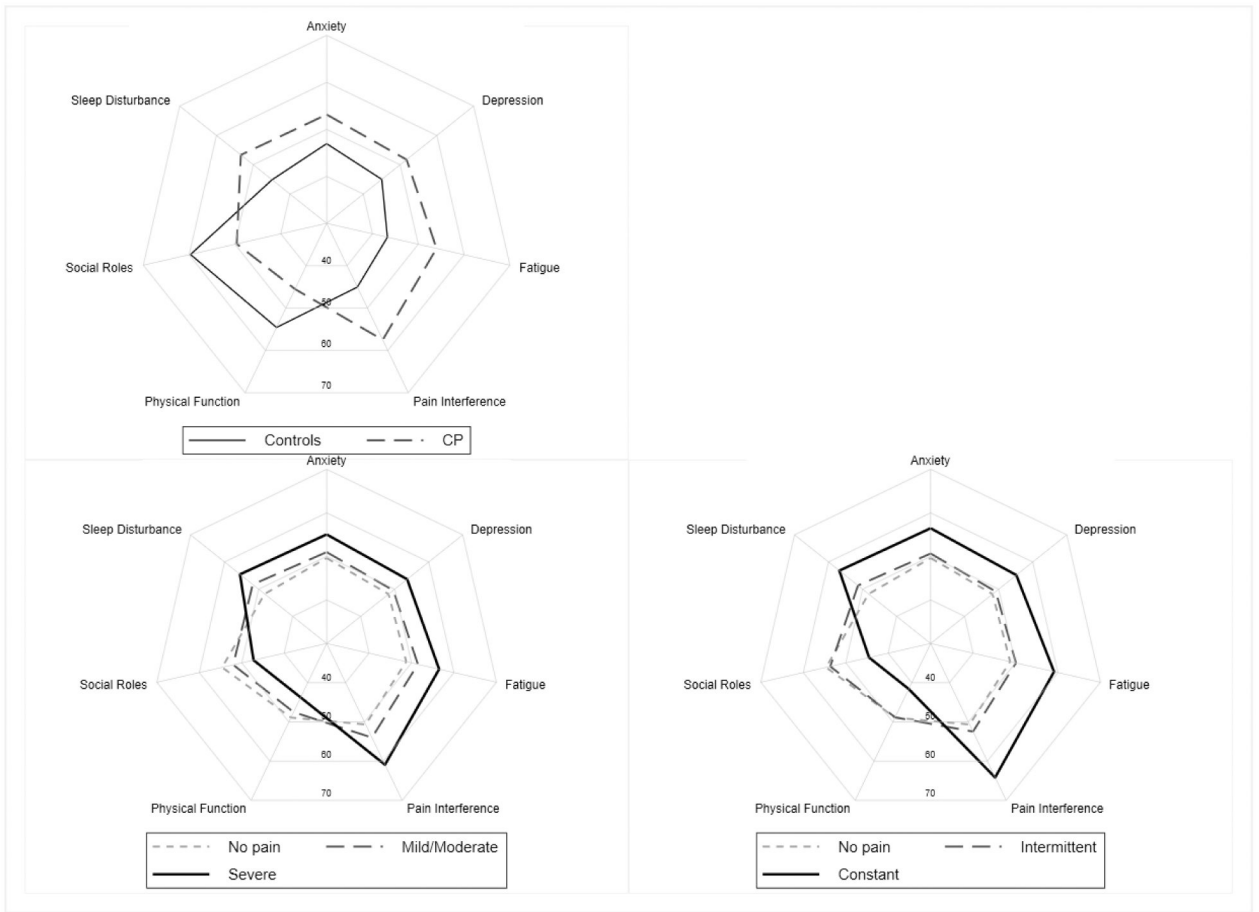 Anxiety
Sleep Disturbance
Depression
Social Roles
Fatigue
40
50
60
70
Physical Function
Pain Interference
Controls
CP
Anxiety
Sleep Disturbance
Depression
Social Roles
Fatigue
40
50
60
70
Physical Function
Pain Interference
No pain
Mild/Moderate
Severe
Anxiety
Sleep Disturbance
Depression
Social Roles
Fatigue
40
50
60
70
Physical Function
Pain Interference
No pain
Intermittent
Constant